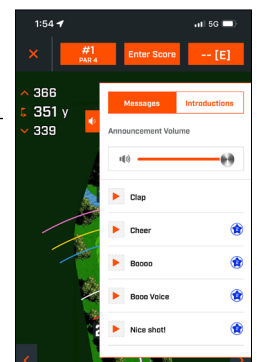 1:54 5G
#1
PAR 4
Enter Score
-- [E]
366
351 y
339
Messages Introductions
Announcement Volume
Clap
Cheer
Boooo
Booo Voice
Nice shot!